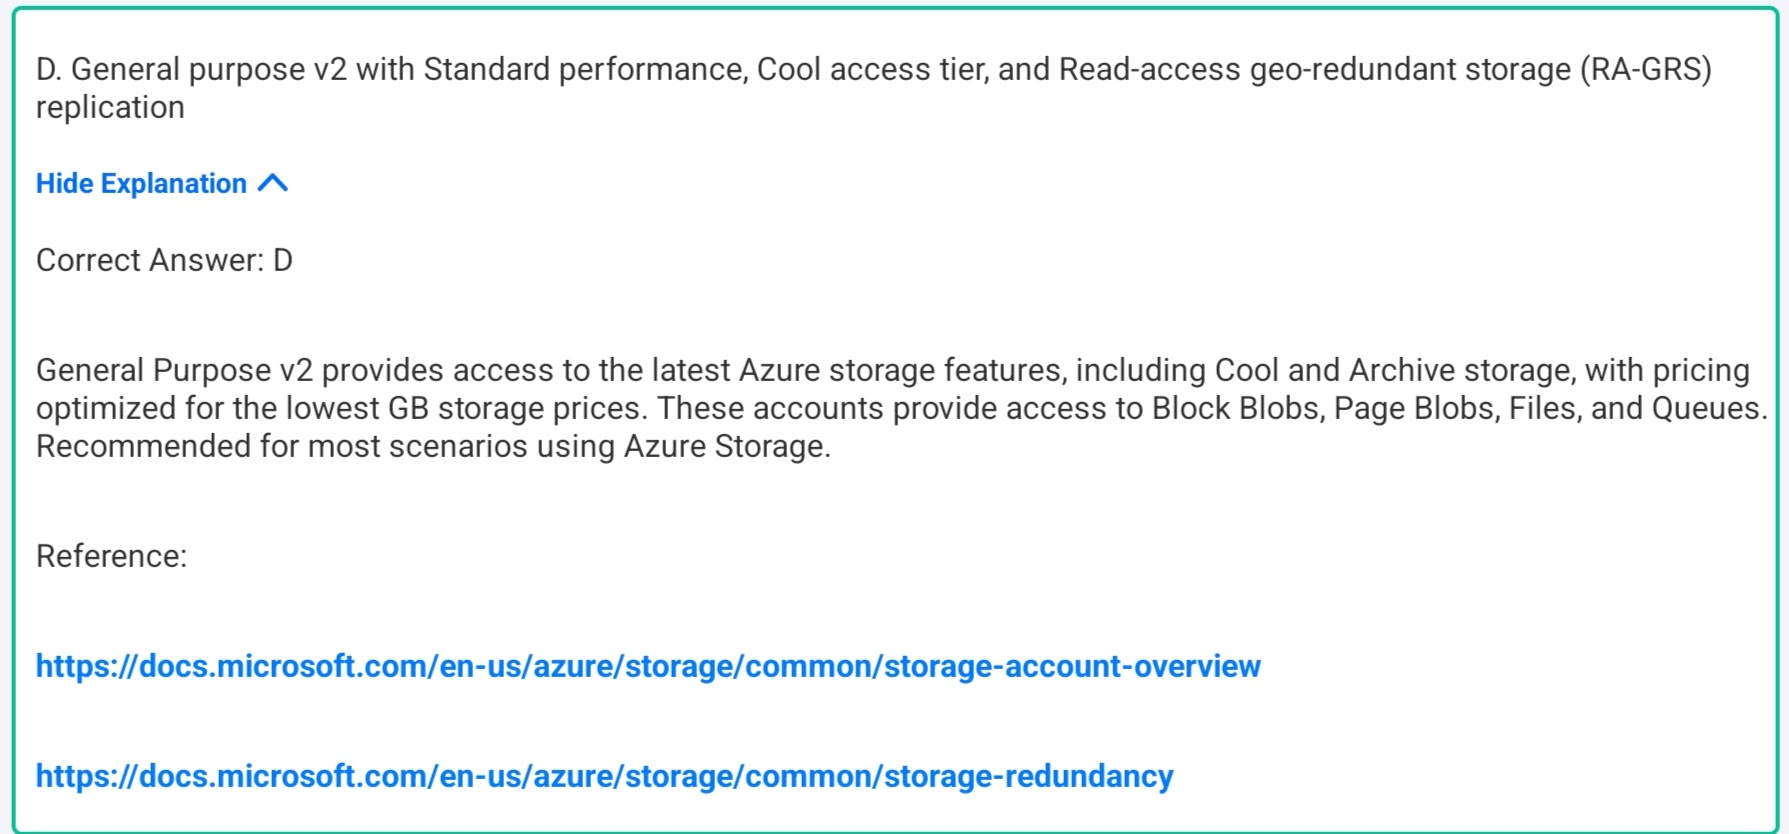 D. General purpose v2 with Standard performance, Cool access tier, and Read-access geo-redundant storage (RA-GRS)
replication
Hide Explanation
Correct Answer: D
General Purpose v2 provides access to the latest Azure storage features, including Cool and Archive storage, with pricing
optimized for the lowest GB storage prices. These accounts provide access to Block Blobs, Page Blobs, Files, and Queues.
Recommended for most scenarios using Azure Storage.
Reference:
https://docs.microsoft.com/en-us/azure/storage/common/storage-account-overview
https://docs.microsoft.com/en-us/azure/storage/common/storage-redundancy